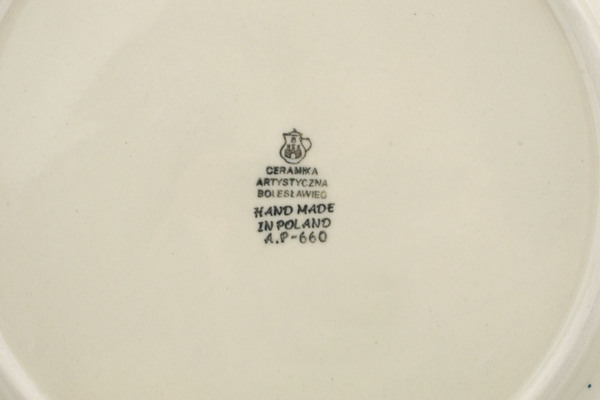 CERAMIKA
ARTYSTYCZNA
BOLESŁAWIEC
HAND MADE
IN POLAND
A.P-660